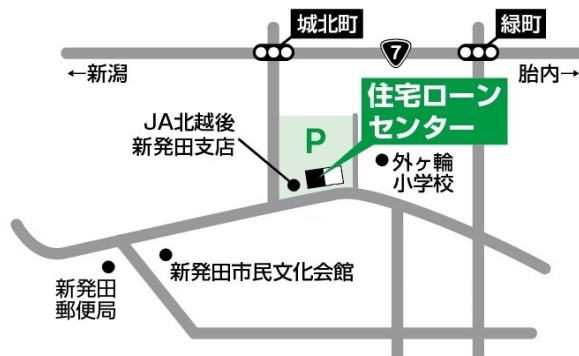 城北町
緑町
7
←新潟
胎内→
住宅ローン
センター
JA北越後
新発田支店
P
外ヶ輪
小学校
新発田市民文化会館
新発田
郵便局